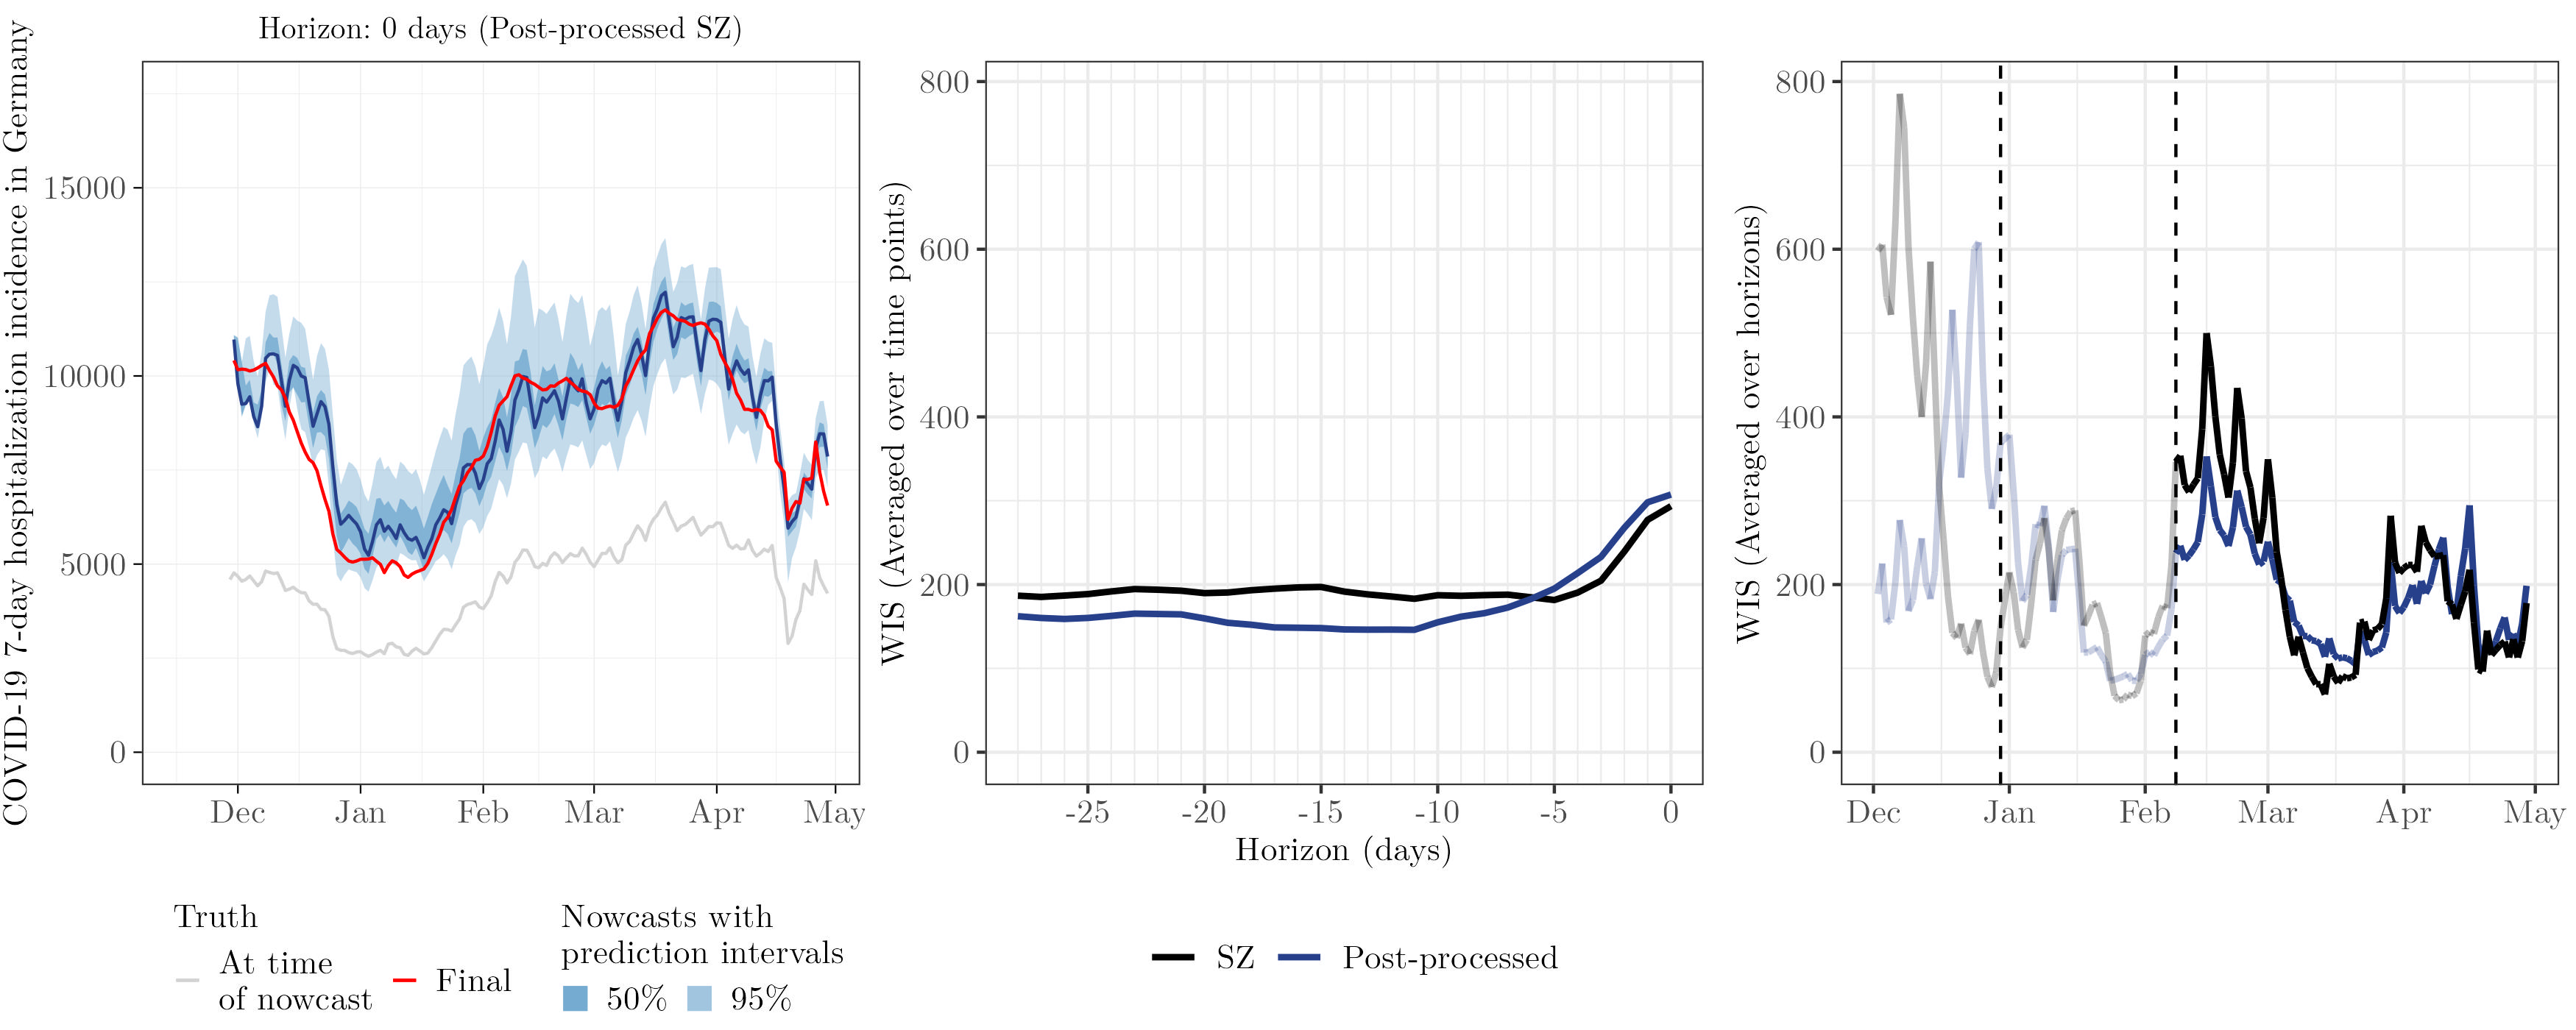 Horizon: 0 days (Post-processed SZ)
COVID-19 7-day hospitalization incidence in Germany
15000
10000
5000
0
Dec Jan Feb Mar Apr May
Truth
At time
of nowcast
Final
Nowcasts with
prediction intervals
50% 95%
WIS (Averaged over time points)
800
600
400
200
0
-25 -20 -15 -10 -5 0
Horizon (days)
SZ Post-processed
WIS (Averaged over horizons)
800
600
400
200
0
Dec Jan Feb Mar Apr May